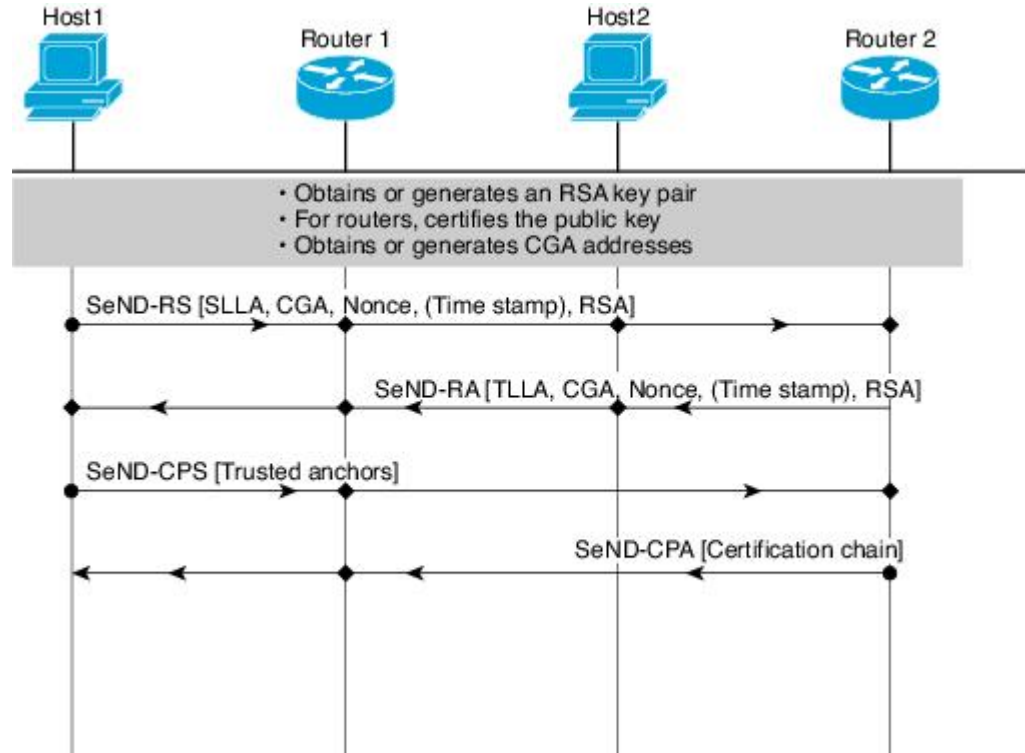 Host1
Router 1
Host2
Router 2
• Obtains or generates an RSA key pair
• For routers, certifies the public key
• Obtains or generates CGA addresses
SeND-RS [SLLA, CGA, Nonce, (Time stamp), RSA]
SeND-RA [TLLA, CGA, Nonce, (Time stamp), RSA]
SeND-CPS [Trusted anchors]
SeND-CPA [Certification chain]